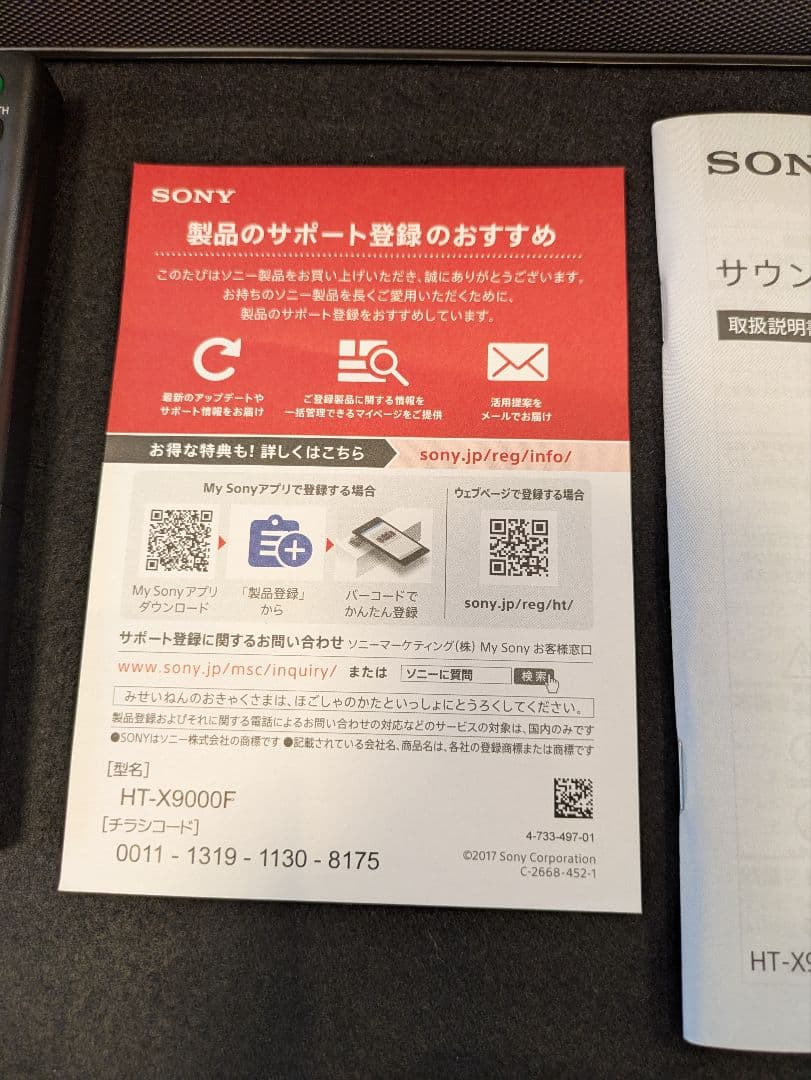 SONY
製品のサポート登録のおすすめ
このたびはソニー製品をお買い上げいただき、誠にありがとうございます。
お持ちのソニー製品を長くご愛用いただくために、
製品のサポート登録をおすすめしています。
最新のアップデートや
サポート情報をお届け
ご登録製品に関する情報を
一括管理できるマイページをご提供
活用提案を
メールでお届け
お得な特典も!詳しくはこちら
sony.jp/reg/info/
My Sonyアプリで登録する場合
My Sonyアプリ
ダウンロード
「製品登録」
から
バーコードで
かんたん登録
ウェブページで登録する場合
sony.jp/reg/ht/
サポート登録に関するお問い合わせ ソニーマーケティング(株) My Sony お客様窓口
www.sony.jp/msc/inquiry/ または ソニーに質問 検索
みせいねんのおきゃくさまは、ほごしゃのかたといっしょにとうろくしてください。
製品登録およびそれに関する電話によるお問い合わせの対応などのサービスの対象は、国内のみです
●SONYはソニー株式会社の商標です ●記載されている会社名、商品名は、各社の登録商標または商標です
[型名]
HT-X9000F
[チラシコード]
0011 - 1319 - 1130 - 8175
4-733-497-01
©2017 Sony Corporation
C-2668-452-1
SON
サウン
取扱説明書
HT-X9
TH